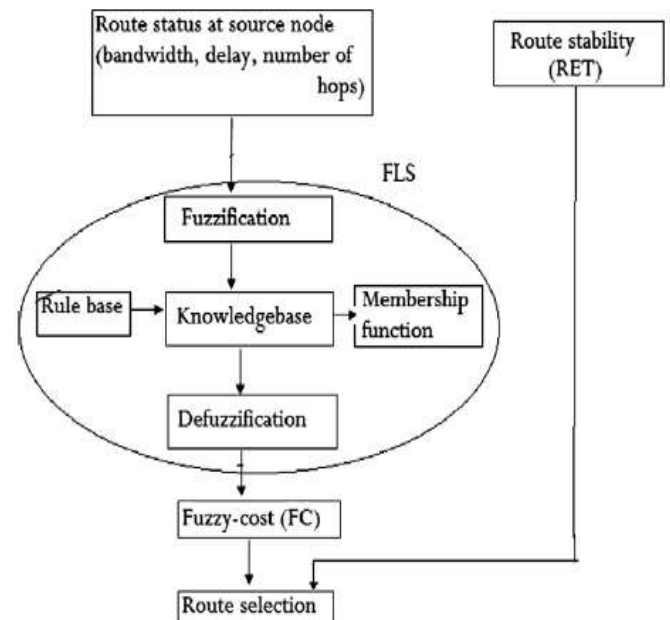 Route status at source node
(bandwidth, delay, number of
hops)
Route stability
(RET)
FLS
Fuzzification
Rule base
Knowledgebase
Membership
function
Defuzzification
Fuzzy-cost (FC)
Route selection